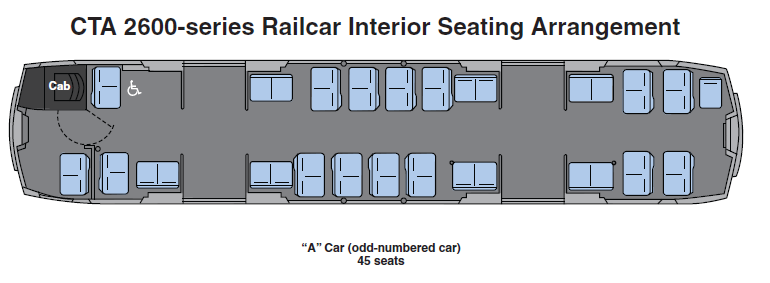 CTA 2600-series Railcar Interior Seating Arrangement
Cab
“A” Car (odd-numbered car)
45 seats